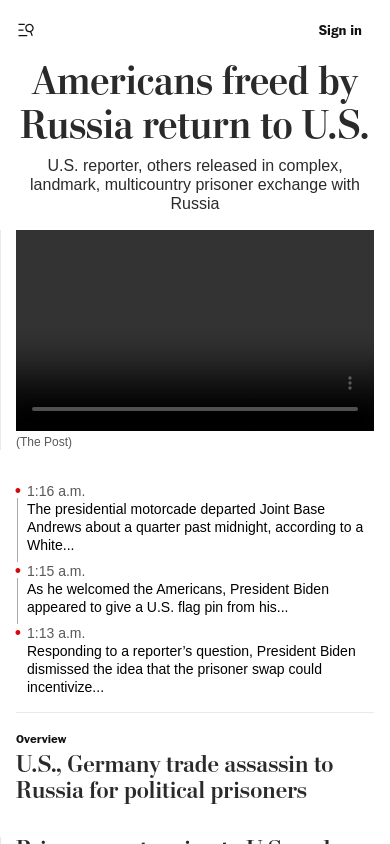 Sign in
Americans freed by
Russia return to U.S.
U.S. reporter, others released in complex,
landmark, multicountry prisoner exchange with
Russia
(The Post)
1:16 a.m.
The presidential motorcade departed Joint Base
Andrews about a quarter past midnight, according to a
White...
1:15 a.m.
As he welcomed the Americans, President Biden
appeared to give a U.S. flag pin from his...
1:13 a.m.
Responding to a reporter’s question, President Biden
dismissed the idea that the prisoner swap could
incentivize...
Overview
U.S., Germany trade assassin to
Russia for political prisoners